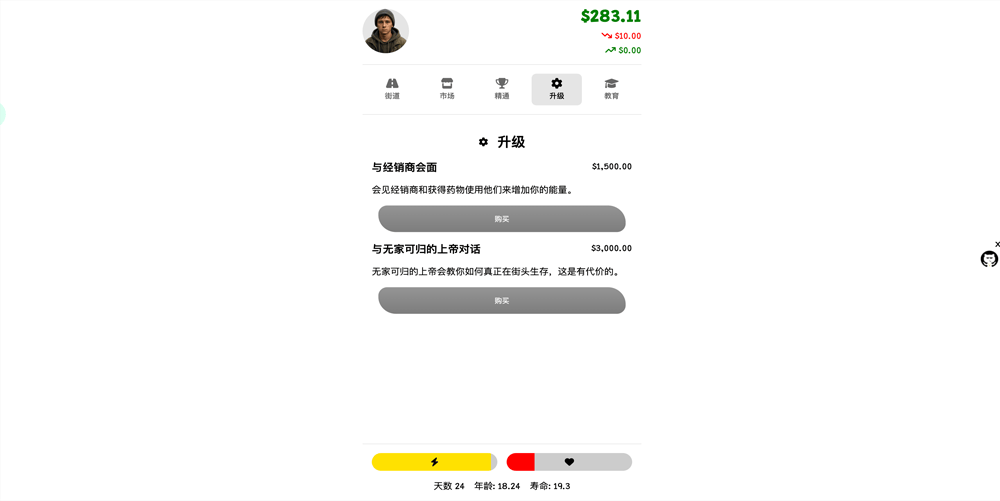 $283.11
$10.00
$0.00
街道 市场 精通 升级 教育
升级
与经销商会面 $1,500.00
会见经销商和获得药物使用他们来增加你的能量。
购买
与无家可归的上帝对话 $3,000.00
无家可归的上帝会教你如何真正在街头生存，这是有代价的。
购买
x
天数 24 年龄: 18.24 寿命: 19.3